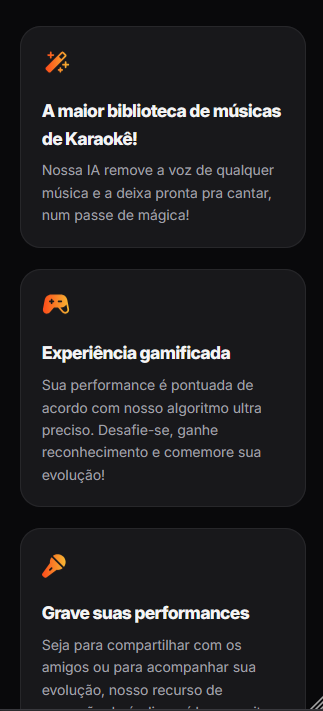 A maior biblioteca de músicas
de Karaokê!
Nossa IA remove a voz de qualquer
música e a deixa pronta pra cantar,
num passe de mágica!
Experiência gamificada
Sua performance é pontuada de
acordo com nosso algoritmo ultra
preciso. Desafie-se, ganhe
reconhecimento e comemore sua
evolução!
Grave suas performances
Seja para compartilhar com os
amigos ou para acompanhar sua
evolução, nosso recurso de